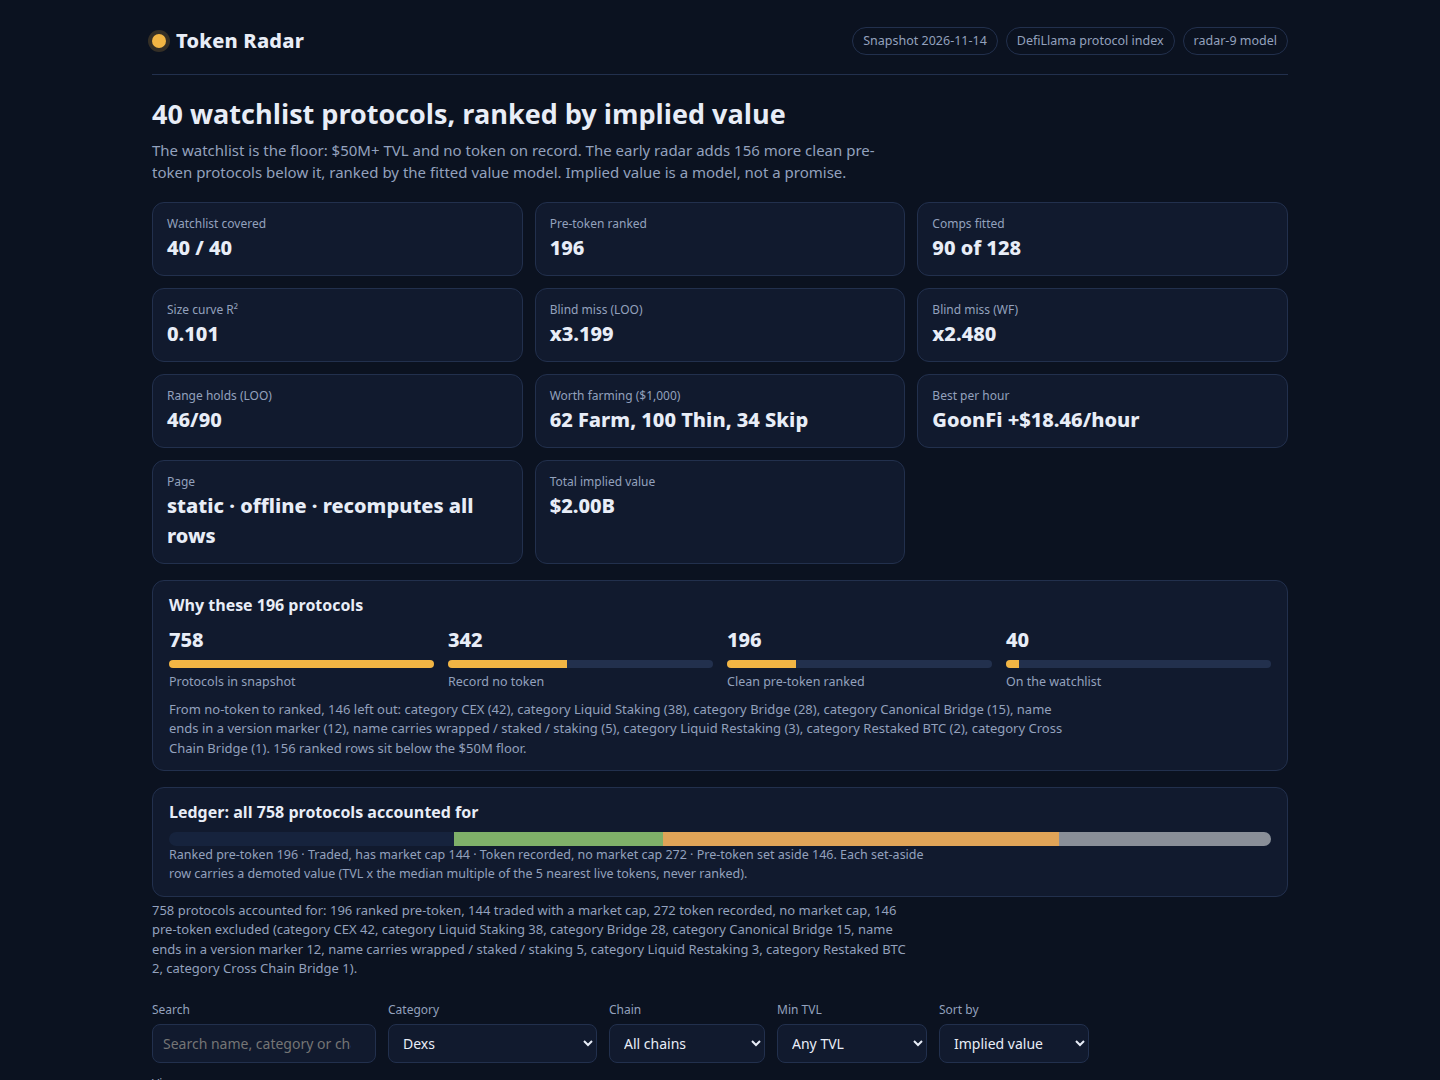 Token Radar
Snapshot 2026-11-14
DefiLlama protocol index
radar-9 model
40 watchlist protocols, ranked by implied value
The watchlist is the floor: $50M+ TVL and no token on record. The early radar adds 156 more clean pre-
token protocols below it, ranked by the fitted value model. Implied value is a model, not a promise.
Watchlist covered
40 / 40
Pre-token ranked
196
Comps fitted
90 of 128
Size curve R²
0.101
Blind miss (LOO)
x3.199
Blind miss (WF)
x2.480
Range holds (LOO)
46/90
Worth farming ($1,000)
62 Farm, 100 Thin, 34 Skip
Best per hour
GoonFi +$18.46/hour
Page
static · offline · recomputes all
rows
Total implied value
$2.00B
Why these 196 protocols
758
Protocols in snapshot
342
Record no token
196
Clean pre-token ranked
40
On the watchlist
From no-token to ranked, 146 left out: category CEX (42), category Liquid Staking (38), category Bridge (28), category Canonical Bridge (15), name
ends in a version marker (12), name carries wrapped / staked / staking (5), category Liquid Restaking (3), category Restaked BTC (2), category Cross
Chain Bridge (1). 156 ranked rows sit below the $50M floor.
Ledger: all 758 protocols accounted for
Ranked pre-token 196 · Traded, has market cap 144 · Token recorded, no market cap 272 · Pre-token set aside 146. Each set-aside
row carries a demoted value (TVL x the median multiple of the 5 nearest live tokens, never ranked).
758 protocols accounted for: 196 ranked pre-token, 144 traded with a market cap, 272 token recorded, no market cap, 146
pre-token excluded (category CEX 42, category Liquid Staking 38, category Bridge 28, category Canonical Bridge 15, name
ends in a version marker 12, name carries wrapped / staked / staking 5, category Liquid Restaking 3, category Restaked BTC
2, category Cross Chain Bridge 1).
Search
Search name, category or ch
Category
Dexs
Chain
All chains
Min TVL
Any TVL
Sort by
Implied value